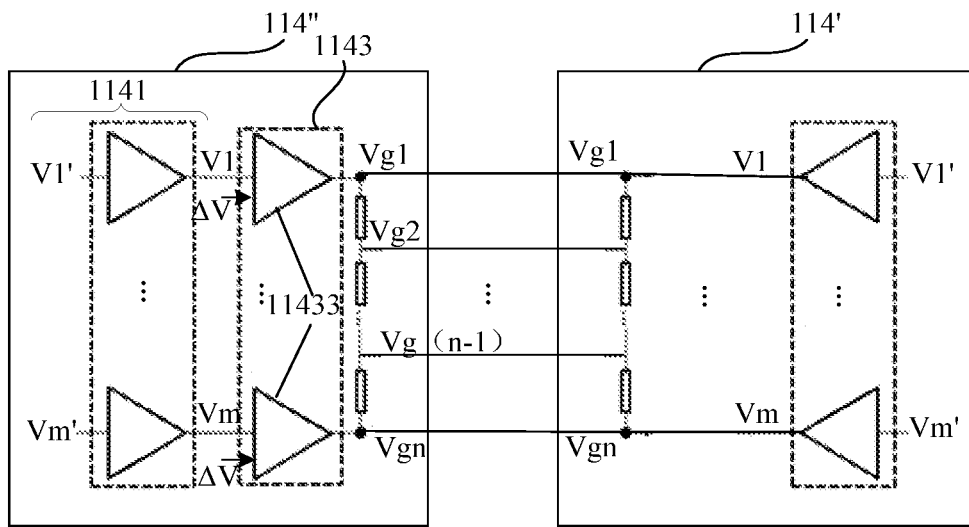 114''
114'
1143
1141
V1'
V1
Vg1
Vg1
V1
V1'
ΔV
Vg2
⋮
⋮
⋮
⋮
⋮
11433
Vg（n-1）
Vm'
Vm
Vgn
Vgn
Vm
Vm'
ΔV